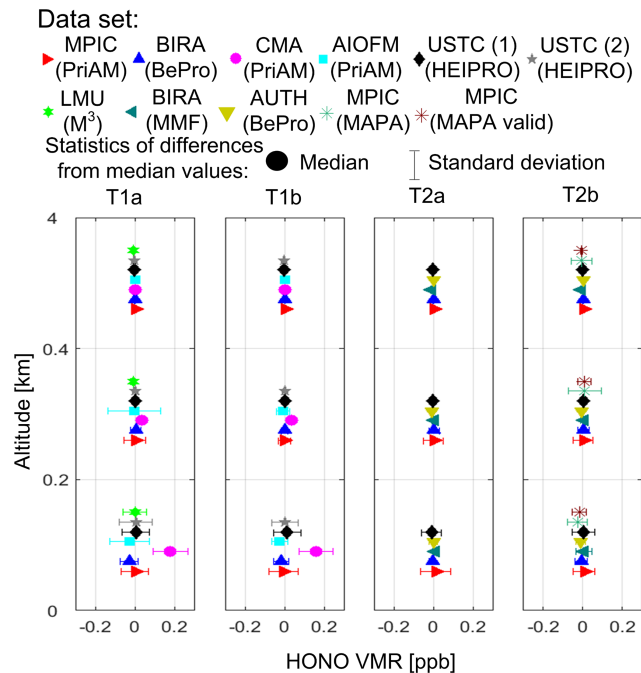 Data set:
MPIC BIRA CMA AIOFM USTC (1) USTC (2)
(PriAM) (BePro) (PriAM) (PriAM) (HEIPRO) (HEIPRO)
LMU BIRA AUTH MPIC MPIC
(M³) (MMF) (BePro) (MAPA) (MAPA valid)
Statistics of differences
from median values: Median Standard deviation
T1a T1b T2a T2b
4
0.4
0.2
0
Altitude [km]
-0.2 0 0.2 -0.2 0 0.2 -0.2 0 0.2 -0.2 0 0.2
HONO VMR [ppb]